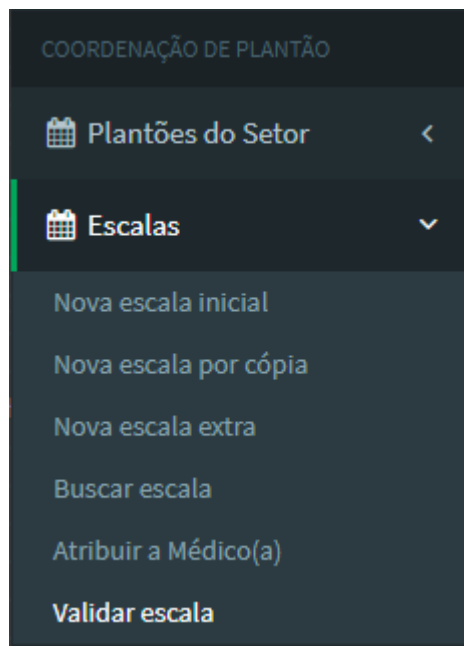 COORDENAÇÃO DE PLANTÃO
Plantões do Setor
Escalas
Nova escala inicial
Nova escala por cópia
Nova escala extra
Buscar escala
Atribuir a Médico(a)
Validar escala